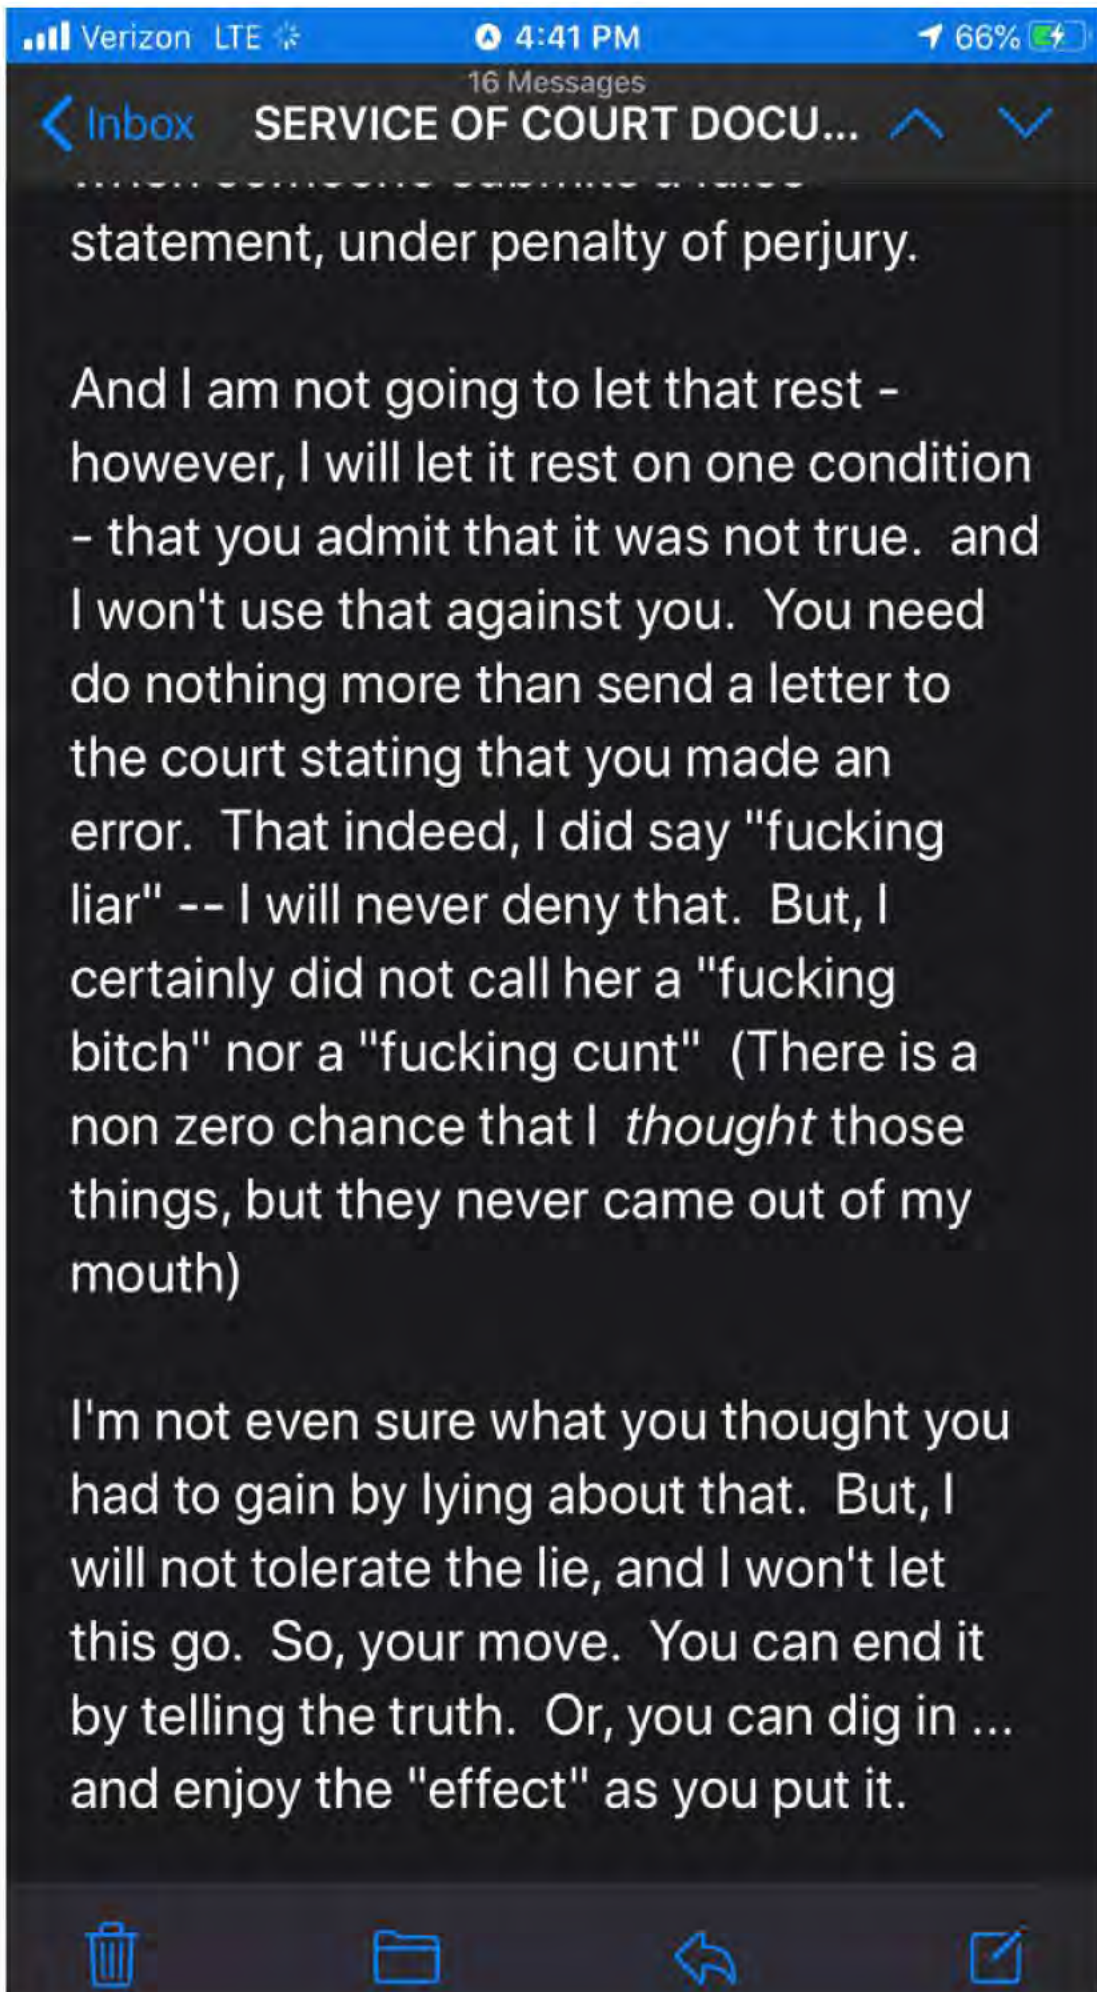 Verizon LTE 4:41 PM 66%
16 Messages
Inbox SERVICE OF COURT DOCU...
statement, under penalty of perjury.
And I am not going to let that rest -
however, I will let it rest on one condition
- that you admit that it was not true.  and
I won't use that against you.  You need
do nothing more than send a letter to
the court stating that you made an
error.  That indeed, I did say "fucking
liar" -- I will never deny that.  But, I
certainly did not call her a "fucking
bitch" nor a "fucking cunt"  (There is a
non zero chance that I  thought those
things, but they never came out of my
mouth)
I'm not even sure what you thought you
had to gain by lying about that.  But, I
will not tolerate the lie, and I won't let
this go.  So, your move.  You can end it
by telling the truth.  Or, you can dig in ...
and enjoy the "effect" as you put it.